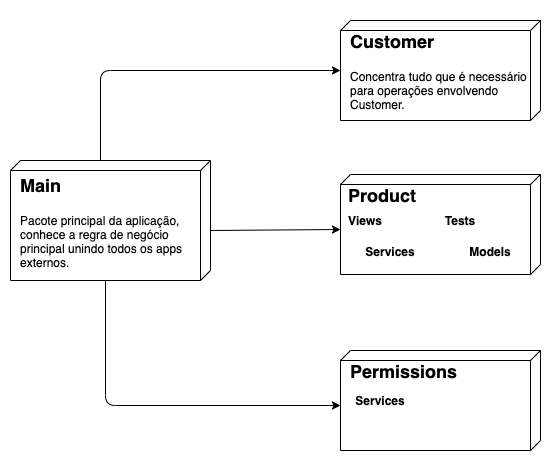 Customer
Concentra tudo que é necessário
para operações envolvendo
Customer.
Main
Pacote principal da aplicação,
conhece a regra de negócio
principal unindo todos os apps
externos.
Product
Views Tests
Services Models
Permissions
Services